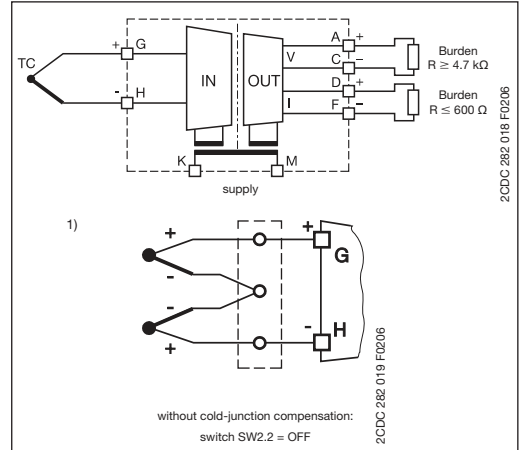 TC
+
G
-
H
IN
OUT
V
I
A
+
C
–
D
+
F
–
Burden
R ≥ 4.7 kΩ
Burden
R ≤ 600 Ω
K
M
supply
2CDC 282 018 F0206
1)
+
-
-
+
+
G
-
H
2CDC 282 019 F0206
without cold-junction compensation:
switch SW2.2 = OFF